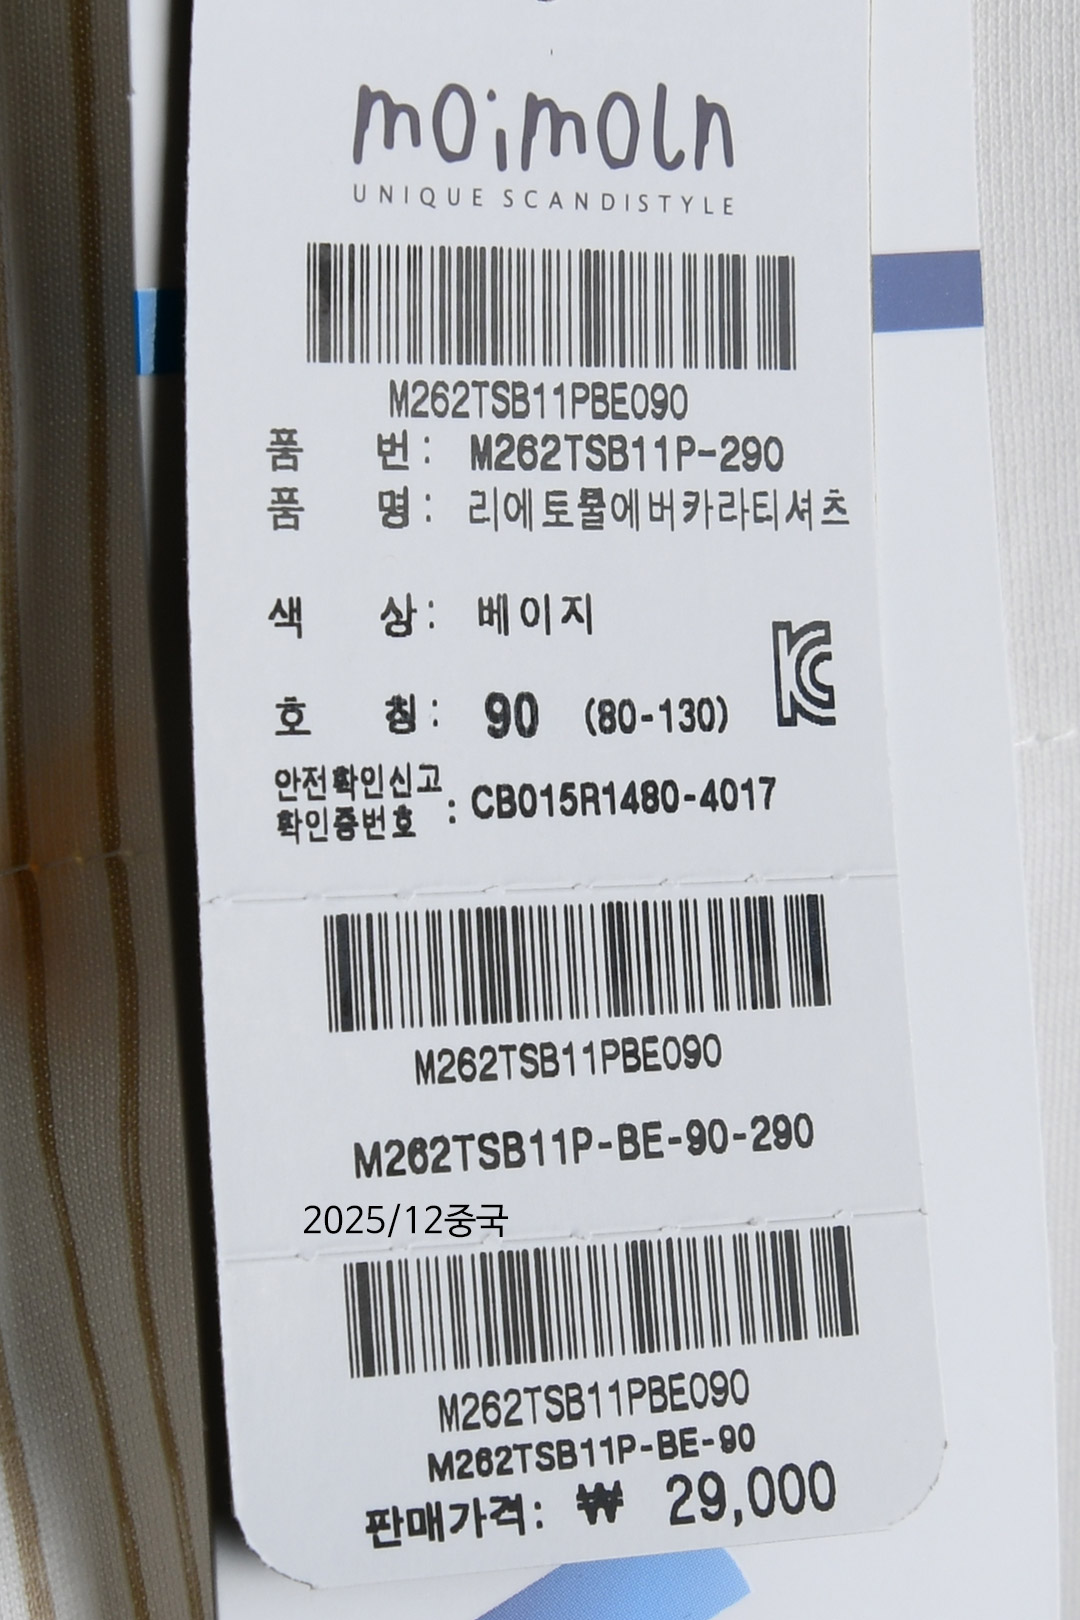 moimoln
UNIQUE SCANDISTYLE
M262TSB11PBE090
품 번 : M262TSB11P-290
품 명 : 리에토물에버카라티셔츠
색 상 : 베이지
호 칭 : 90 (80-130)
안전확인신고
확인증번호 : CB015R1480-4017
M262TSB11PBE090
M262TSB11P-BE-90-290
2025/12중국
M262TSB11PBE090
M262TSB11P-BE-90
판매가격: ₩ 29,000